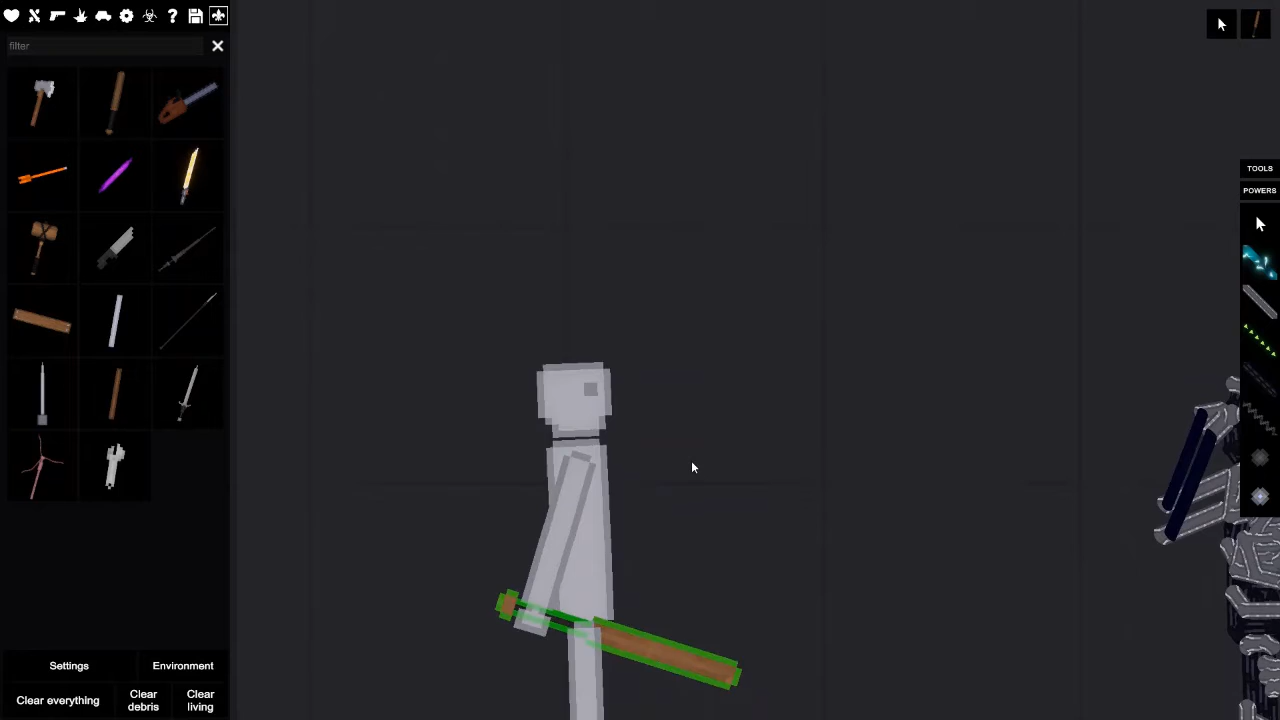 filter
TOOLS
POWERS
Settings
Environment
Clear everything
Clear debris
Clear living